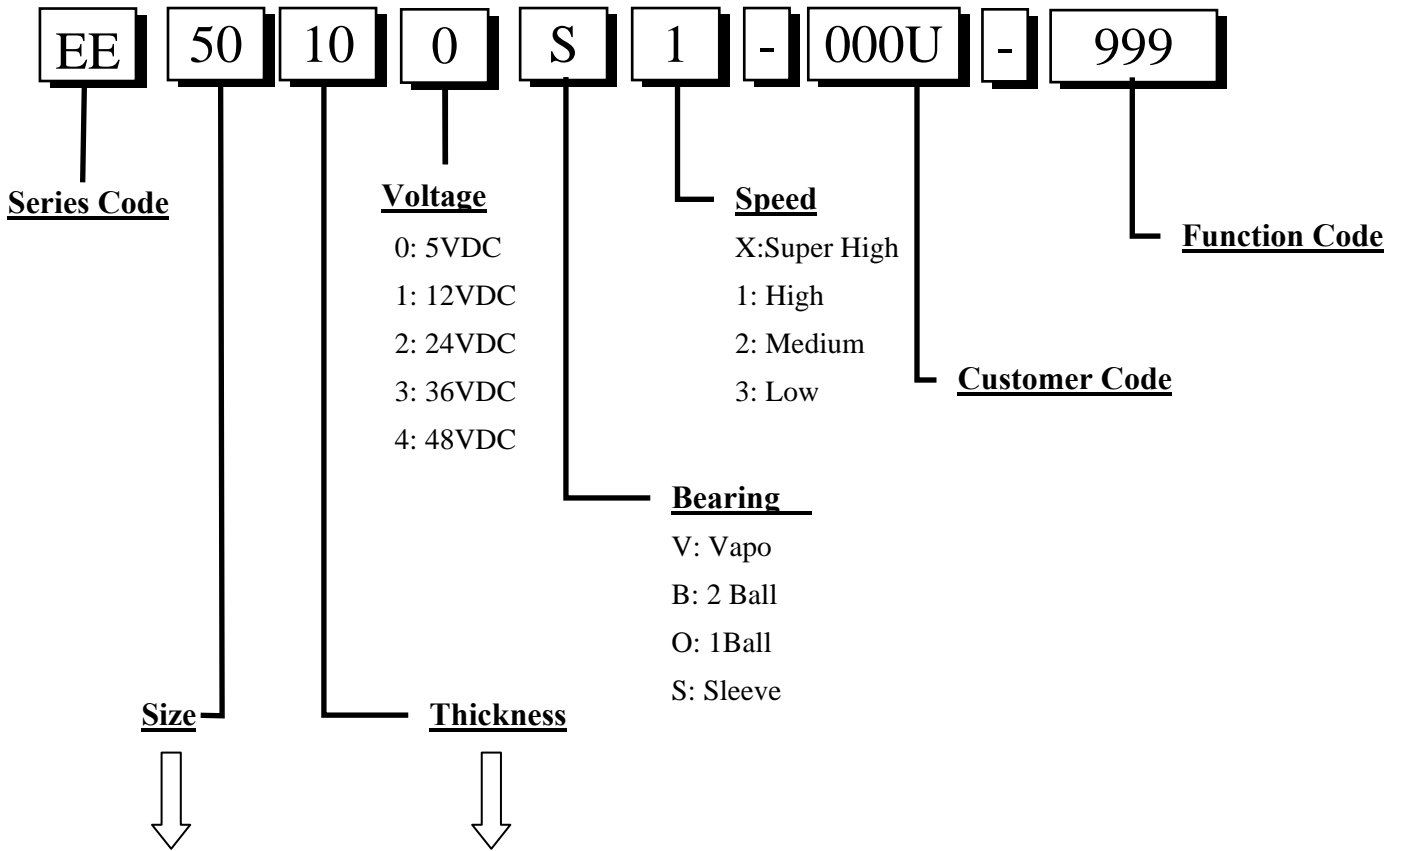 EE 50 10 0 S 1 - 000U - 999
Series Code
Voltage
0: 5VDC
1: 12VDC
2: 24VDC
3: 36VDC
4: 48VDC
Speed
X:Super High
1: High
2: Medium
3: Low
Function Code
Customer Code
Bearing
V: Vapo
B: 2 Ball
O: 1Ball
S: Sleeve
Size
Thickness